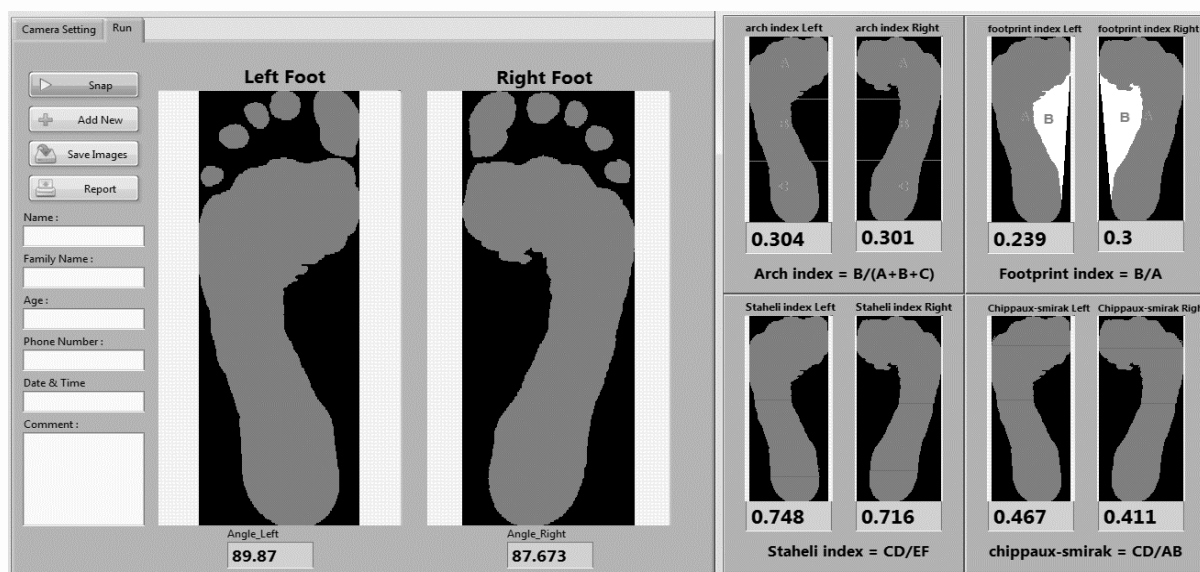 Camera Setting
Run
Snap
Add New
Save Images
Report
Name :
Family Name :
Age :
Phone Number :
Date & Time
Comment :
Left Foot
Right Foot
Angle_Left
89.87
Angle_Right
87.673
arch index Left
arch index Right
A
A
B
B
C
C
0.304
0.301
Arch index = B/(A+B+C)
footprint index Left
footprint index Right
A
B
B
A
0.239
0.3
Footprint index = B/A
Staheli index Left
Staheli index Right
0.748
0.716
Staheli index = CD/EF
Chippaux-smirak Left
Chippaux-smirak Right
0.467
0.411
chippaux-smirak = CD/AB